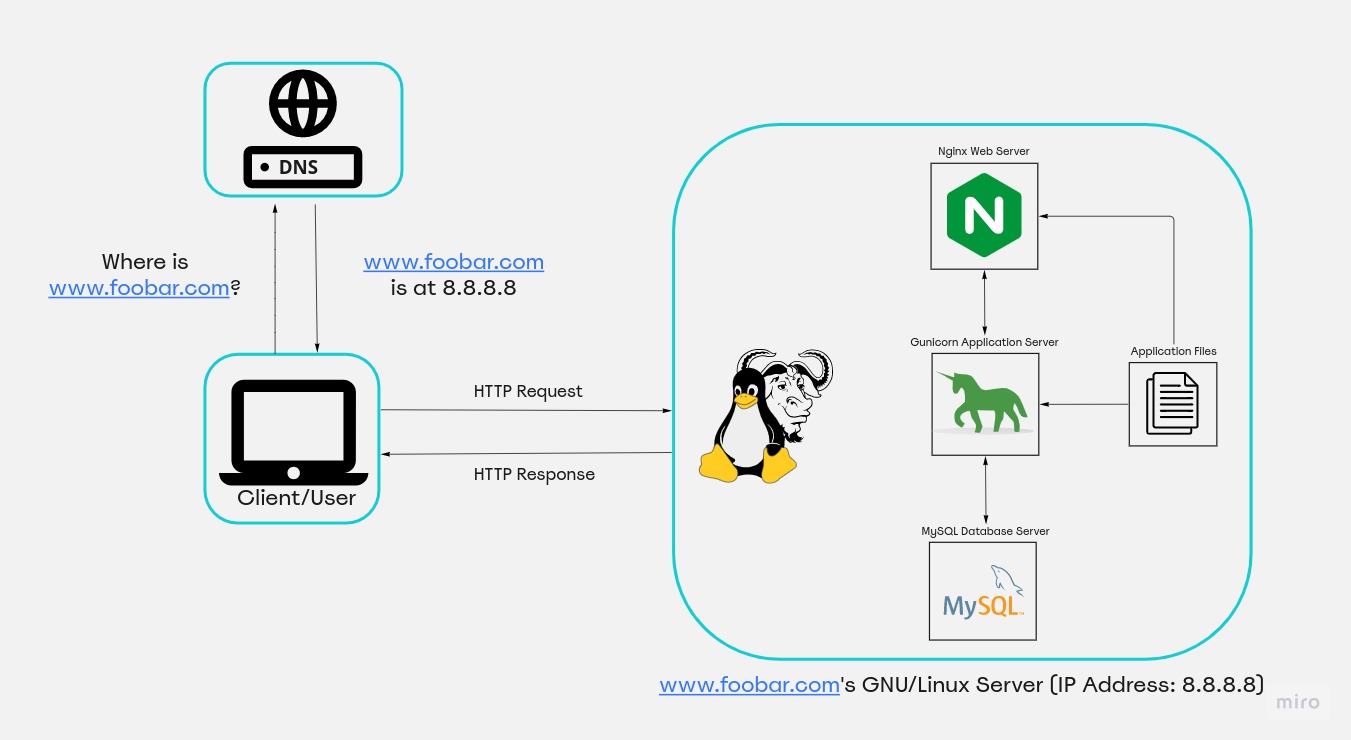 DNS
Where is
www.foobar.com?
www.foobar.com
is at 8.8.8.8
Client/User
HTTP Request
HTTP Response
Nginx Web Server
N
Gunicorn Application Server
Application Files
MySQL Database Server
MySQL™
www.foobar.com's GNU/Linux Server (IP Address: 8.8.8.8)
miro